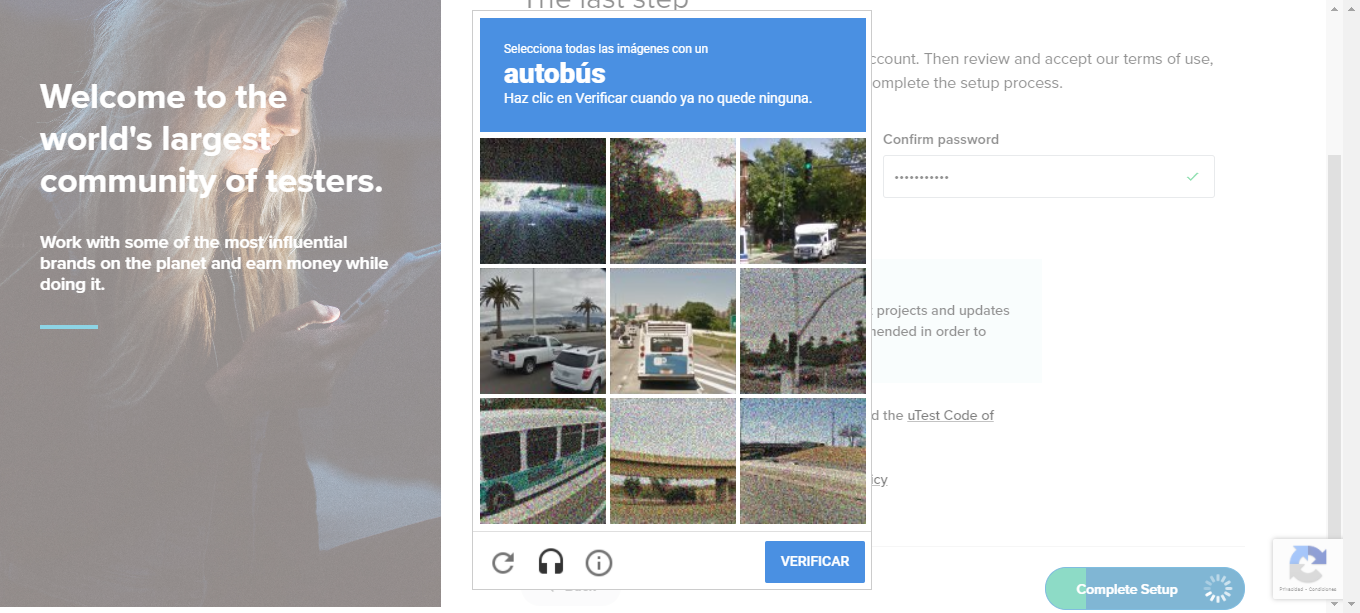 Welcome to the
world's largest
community of testers.
Work with some of the most influential
brands on the planet and earn money while
doing it.
The last step
Selecciona todas las imágenes con un
autobús
Haz clic en Verificar cuando ya no quede ninguna.
VERIFICAR
ccount. Then review and accept our terms of use,
omplete the setup process.
Confirm password
•••••••••••
projects and updates
mended in order to
d the uTest Code of
icy
Complete Setup
Privacidad - Condiciones